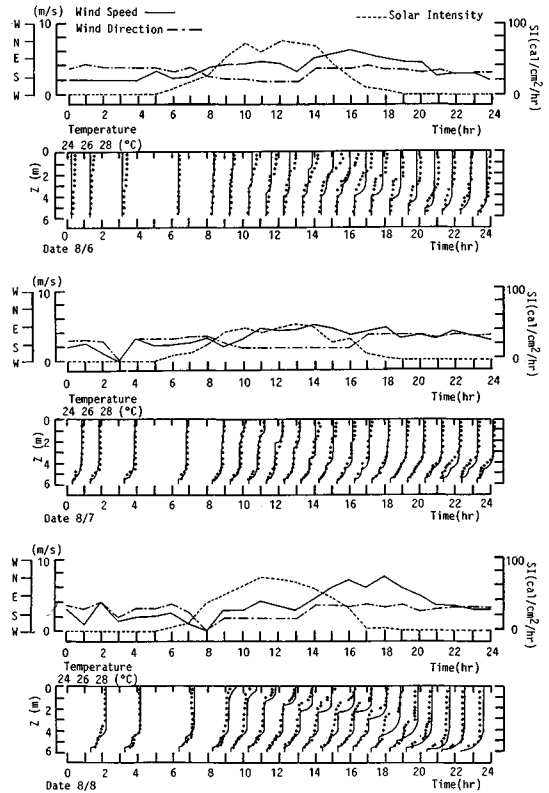 (m/s) Wind Speed Solar Intensity
Wind Direction
W N E S W
10 0
100 0
SI(cal/cm²/hr)
0 2 4 6 8 10 12 14 16 18 20 22 24
Temperature Time(hr)
24 26 28 (°C)
Z (m)
0 2 4 6
0 2 4 6 8 10 12 14 16 18 20 22 24
Date 8/6 Time(hr)
(m/s)
W N E S W
10 0
100 0
SI(cal/cm²/hr)
0 2 4 6 8 10 12 14 16 18 20 22 24
Temperature Time(hr)
24 26 28 (°C)
Z (m)
0 2 4 6
0 2 4 6 8 10 12 14 16 18 20 22 24
Date 8/7 Time(hr)
(m/s)
W N E S W
10 0
100 0
SI(cal/cm²/hr)
0 2 4 6 8 10 12 14 16 18 20 22 24
Temperature Time(hr)
24 26 28 (°C)
Z (m)
0 2 4 6
0 2 4 6 8 10 12 14 16 18 20 22 24
Date 8/8 Time(hr)